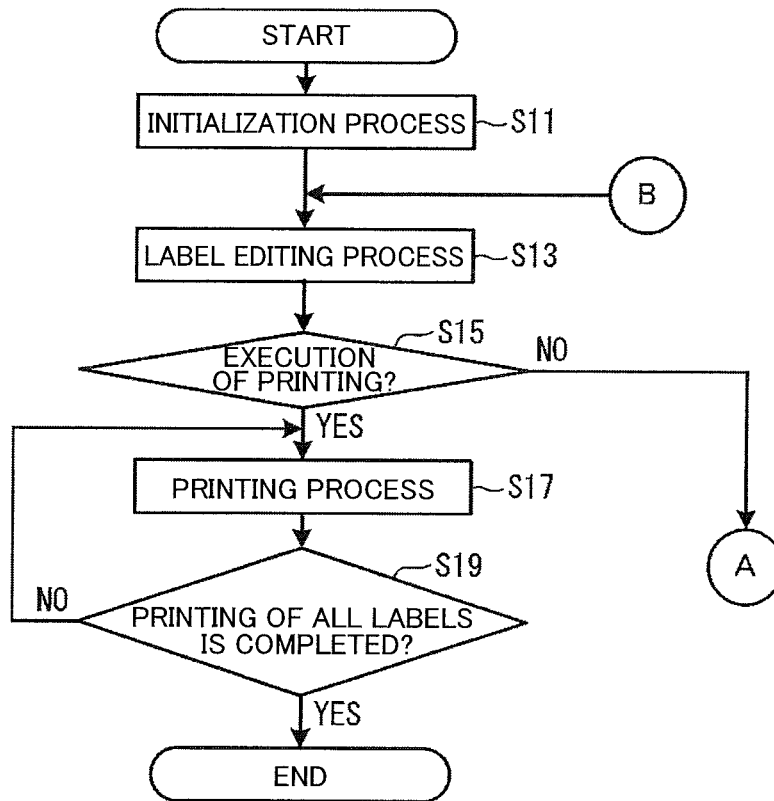 START
INITIALIZATION PROCESS
S11
B
LABEL EDITING PROCESS
S13
S15
EXECUTION
OF PRINTING?
NO
YES
PRINTING PROCESS
S17
A
S19
NO
PRINTING OF ALL LABELS
IS COMPLETED?
YES
END